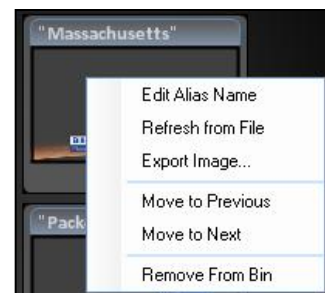 "Massachusetts"
Edit Alias Name
Refresh from File
Export Image...
Move to Previous
"Pack
Move to Next
Remove From Bin